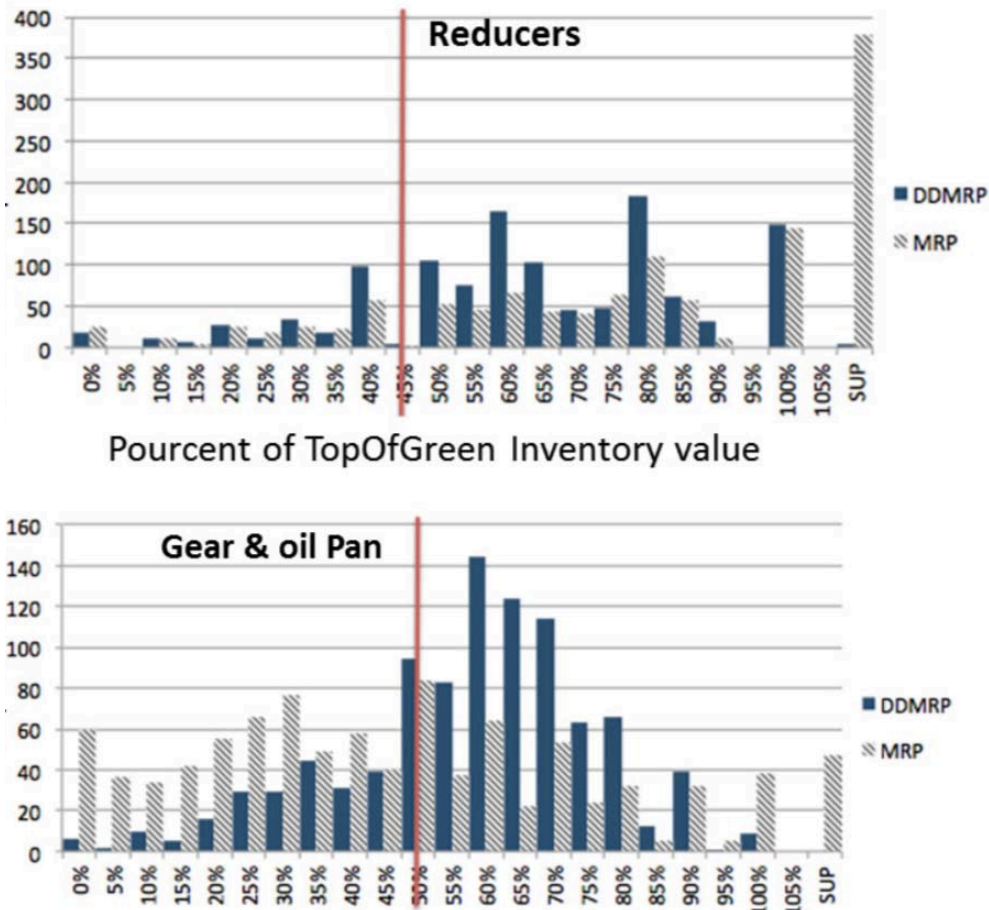 400
Reducers
350
300
250
200
DDMRP
150
MRP
100
50
0
0% 5% 10% 15% 20% 25% 30% 35% 40% 45% 50% 55% 60% 65% 70% 75% 80% 85% 90% 95% 100% 105% SUP
Pourcent of TopOfGreen Inventory value
160
Gear & oil Pan
140
120
100
80
DDMRP
60
MRP
40
20
0
0% 5% 10% 15% 20% 25% 30% 35% 40% 45% 50% 55% 60% 65% 70% 75% 80% 85% 90% 95% 100% 105% SUP